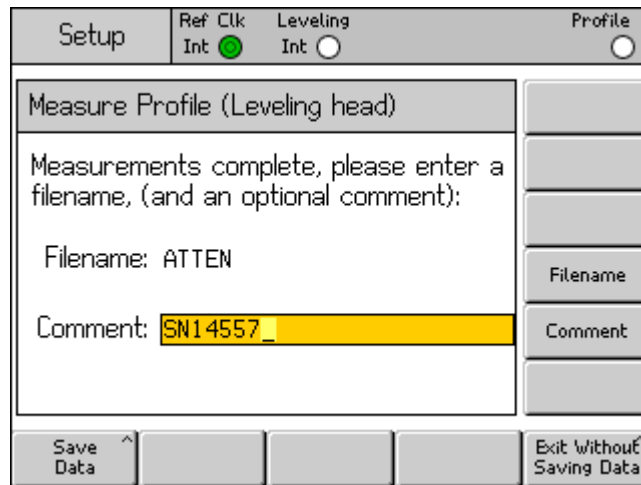 Setup
Ref Clk
Int
Leveling
Int
Profile
Measure Profile (Leveling head)
Measurements complete, please enter a
filename, (and an optional comment):
Filename: ATTEN
Comment: SN14557_
Filename
Comment
Save
Data
Exit Without
Saving Data